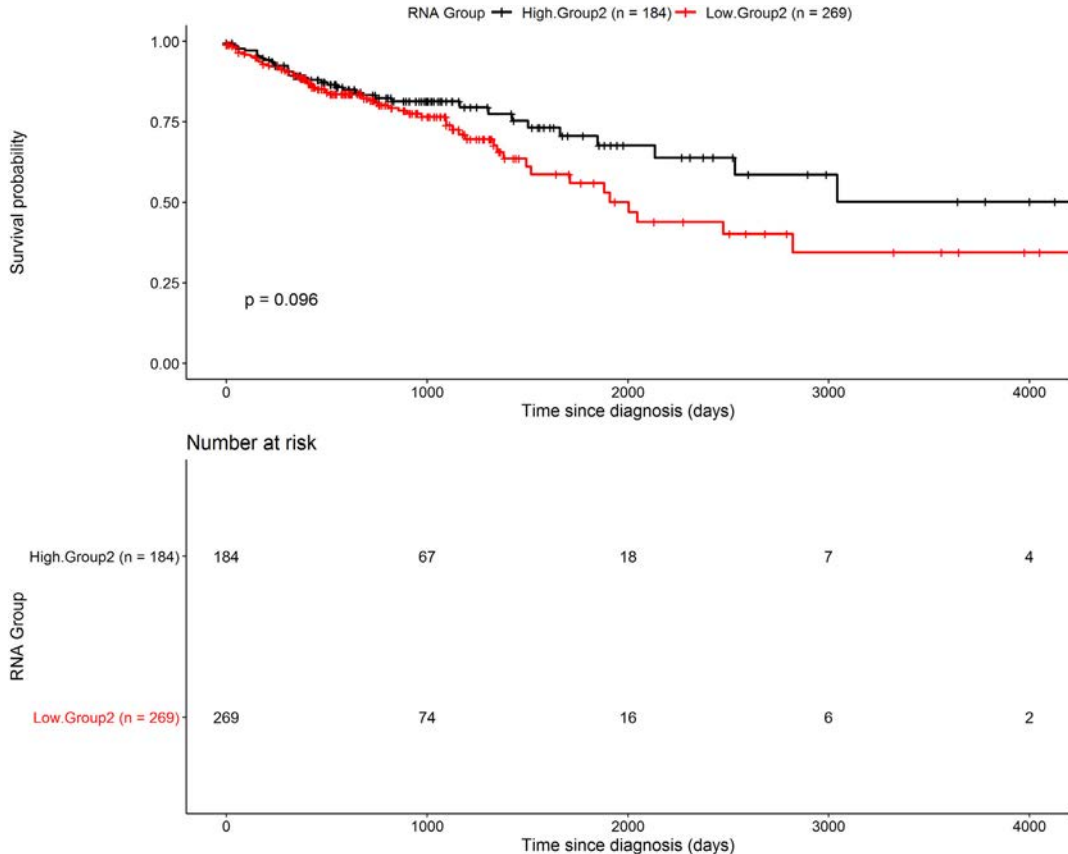 RNA Group High.Group2 (n = 184) Low.Group2 (n = 269)
Survival probability
1.00
0.75
0.50
0.25
0.00
p = 0.096
0 1000 2000 3000 4000
Time since diagnosis (days)
Number at risk
RNA Group
High.Group2 (n = 184) 184 67 18 7 4
Low.Group2 (n = 269) 269 74 16 6 2
0 1000 2000 3000 4000
Time since diagnosis (days)